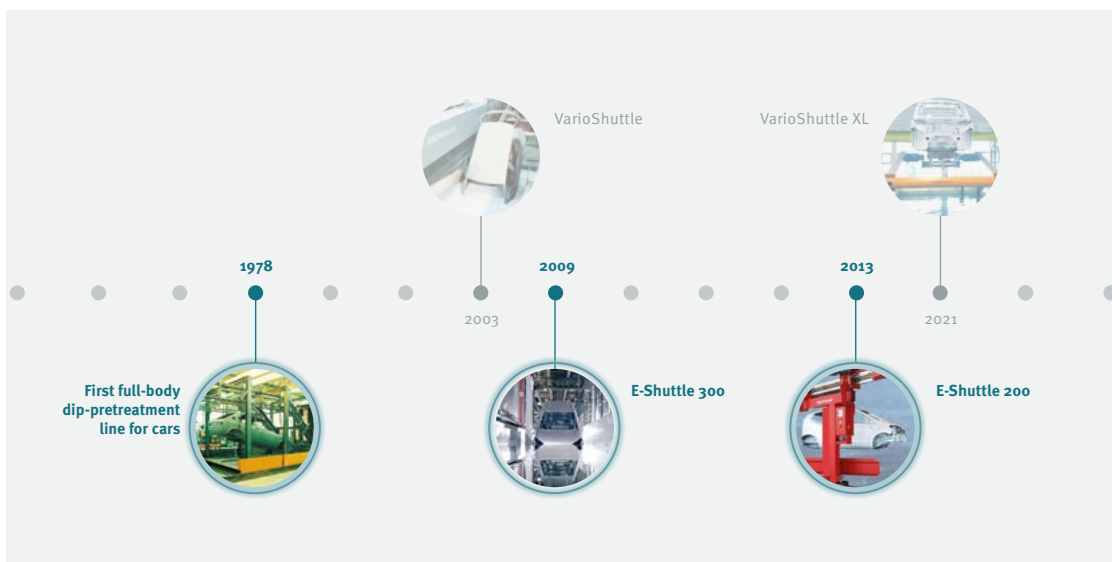 VarioShuttle
VarioShuttle XL
1978
2009
2013
2003
2021
First full-body
dip-pretreatment
line for cars
E-Shuttle 300
E-Shuttle 200